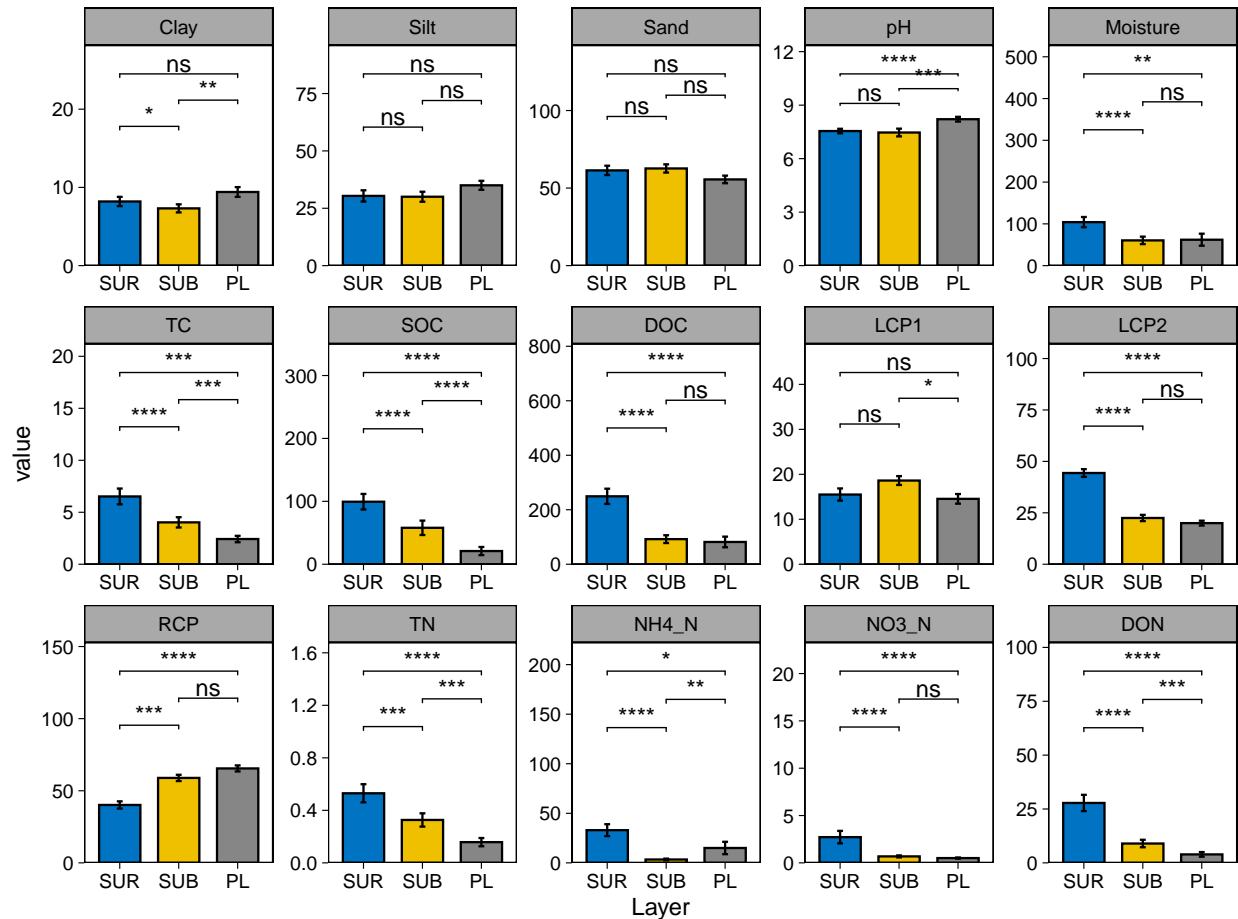 Clay Silt Sand pH Moisture
ns ns ns **** **
* ** ns ns ns ns ns *** **** ns
20 75 100 12 500
10 50 50 9 400
0 25 0 6 300
0 3 200
0 100
0
SUR SUB PL SUR SUB PL SUR SUB PL SUR SUB PL SUR SUB PL
TC SOC DOC LCP1 LCP2
*** **** **** ns ****
**** *** **** **** **** ns ns * **** ns
20 300 800 40 100
15 200 600 30 75
10 100 400 20 50
5 0 200 10 25
0 0 0 0
SUR SUB PL SUR SUB PL SUR SUB PL SUR SUB PL SUR SUB PL
value
RCP TN NH4_N NO3_N DON
**** **** * **** ****
*** ns *** *** **** ** **** ns **** ***
150 1.6 200 20 100
100 1.2 150 15 75
50 0.8 100 10 50
0 0.4 50 5 25
0.0 0 0 0
SUR SUB PL SUR SUB PL SUR SUB PL SUR SUB PL SUR SUB PL
Layer